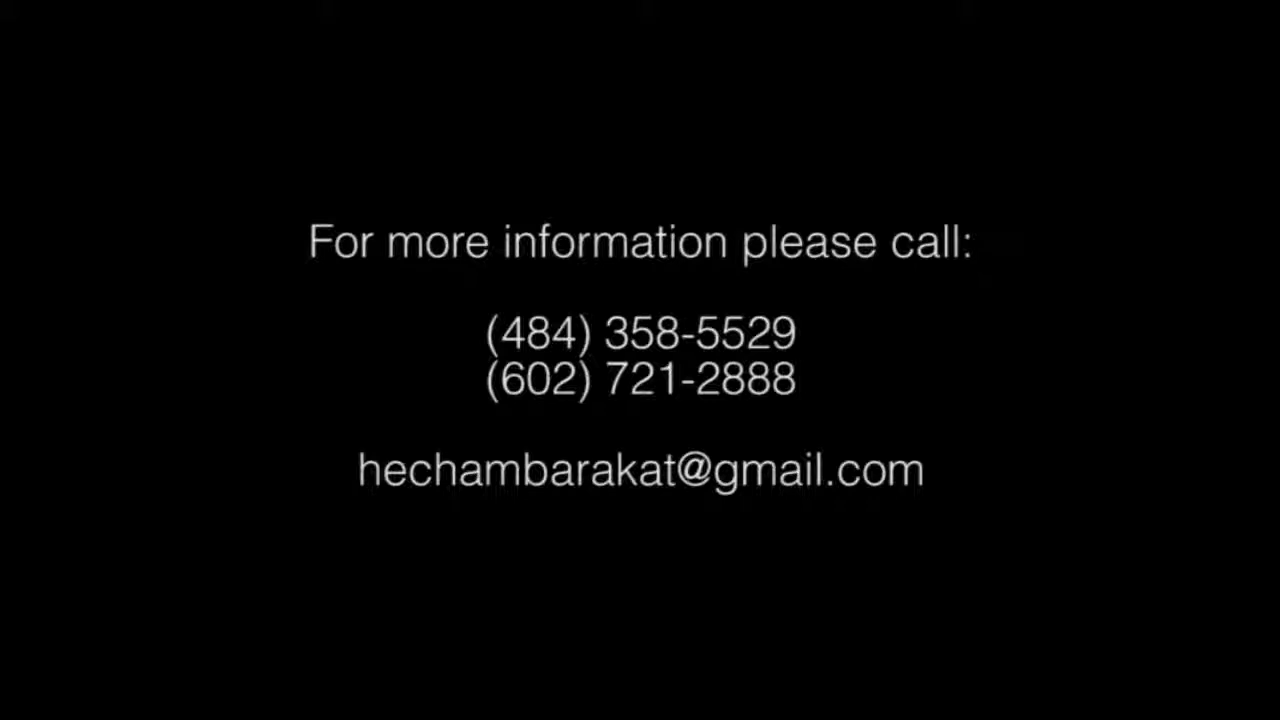 For more information please call:
(484) 358-5529
(602) 721-2888
hechambarakat@gmail.com